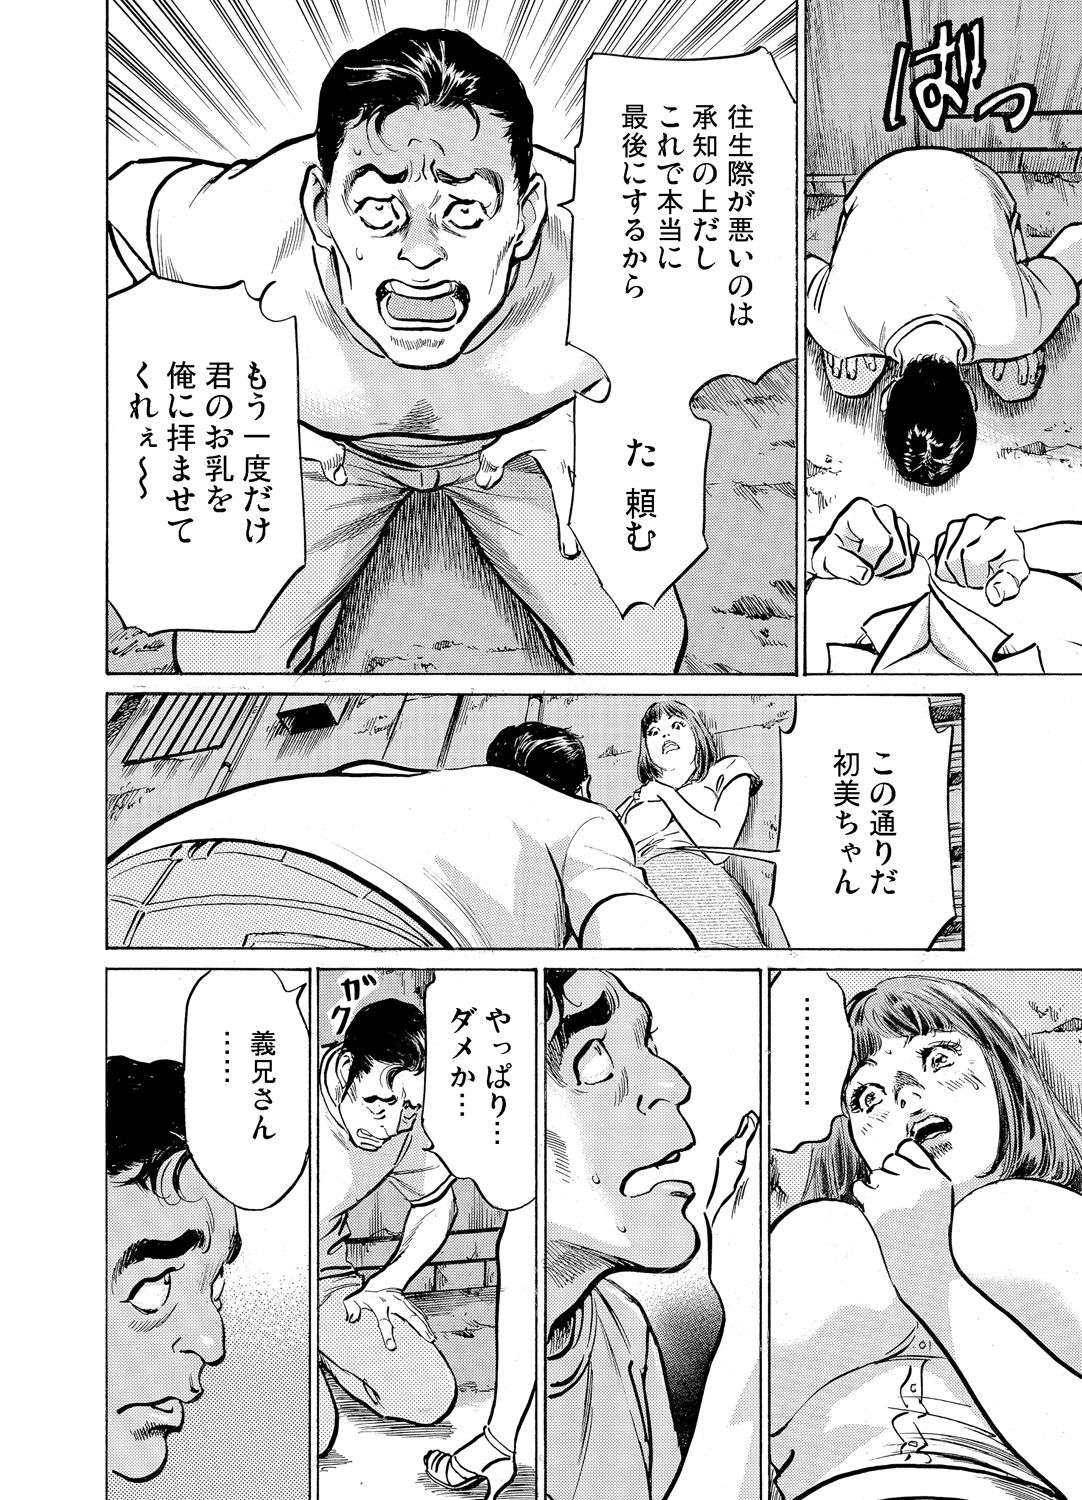 ばっ
往生際が悪いのは
承知の上だし
これで本当に
最後にするから
た 頼む
もう一度だけ
君のお乳を
俺に拝ませて
くれぇ～
この通りだ
初美ちゃん
………
やっぱり…
ダメか…
ガクッ
義兄さん
……